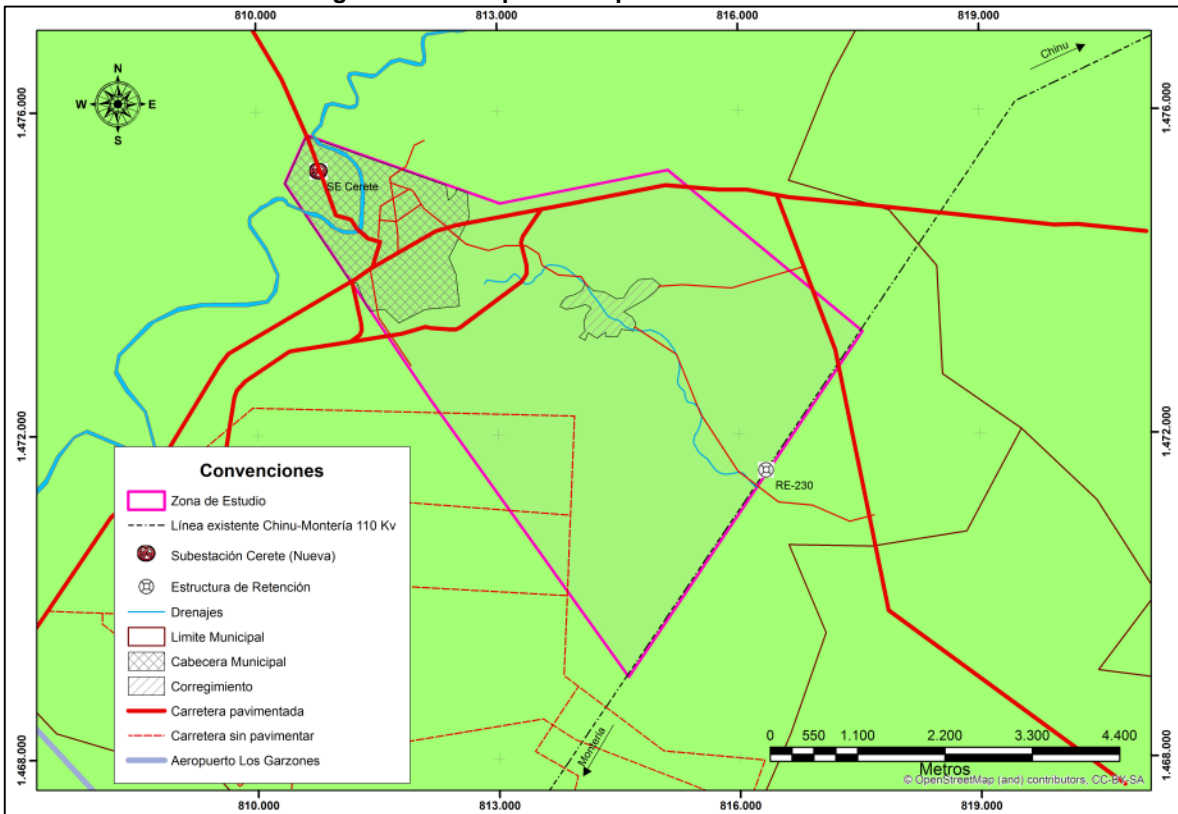 810.000
813.000
816.000
819.000
Chinu
N
W
E
S
1.476.000
1.476.000
SE Cerete
1.472.000
1.472.000
RE-230
Convenciones
Zona de Estudio
Línea existente Chinu-Montería 110 Kv
Subestación Cerete (Nueva)
Estructura de Retención
Drenajes
Limite Municipal
Cabecera Municipal
Corregimiento
Carretera pavimentada
Carretera sin pavimentar
Aeropuerto Los Garzones
Montería
0 550 1.100 2.200 3.300 4.400
Metros
© OpenStreetMap (and) contributors, CC-BY-SA
1.468.000
1.468.000
810.000
813.000
816.000
819.000